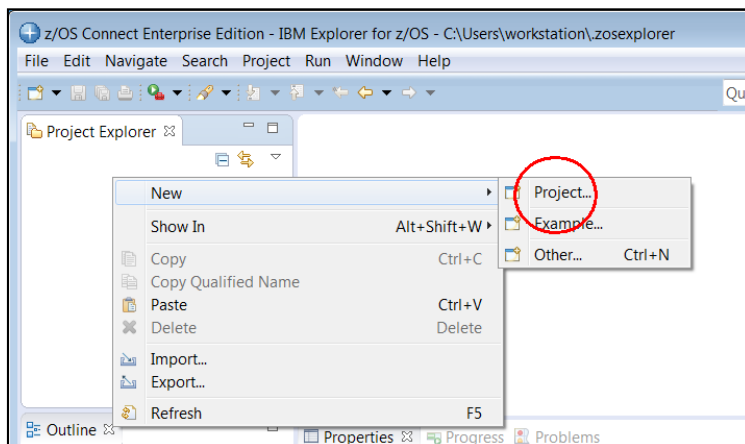 z/OS Connect Enterprise Edition - IBM Explorer for z/OS - C:\Users\workstation\.zosexplorer
File Edit Navigate Search Project Run Window Help
Qu
Project Explorer
New
Project...
Show In Alt+Shift+W
Example...
Other... Ctrl+N
Copy Ctrl+C
Copy Qualified Name
Paste Ctrl+V
Delete Delete
Import...
Export...
Refresh F5
Outline
Properties Progress Problems